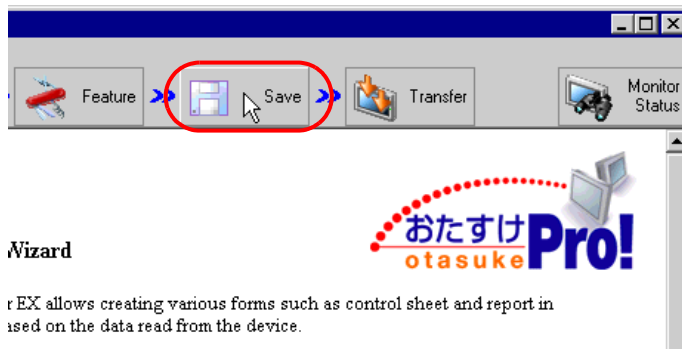 Feature
Save
Transfer
Monitor
Status
おたすけPro!
otasuke
Wizard
r EX allows creating various forms such as control sheet and report in
ased on the data read from the device.